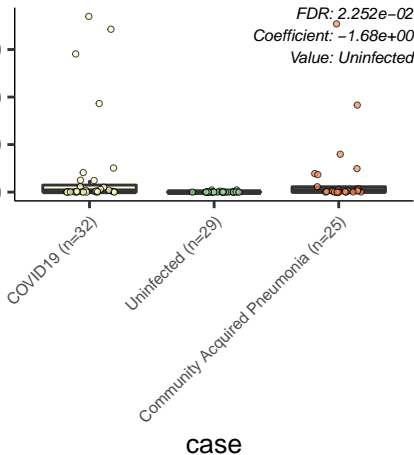 FDR: 2.252e−02
Coefficient: −1.68e+00
Value: Uninfected
COVID19 (n=32)
Uninfected (n=29)
Community Acquired Pneumonia (n=25)
case